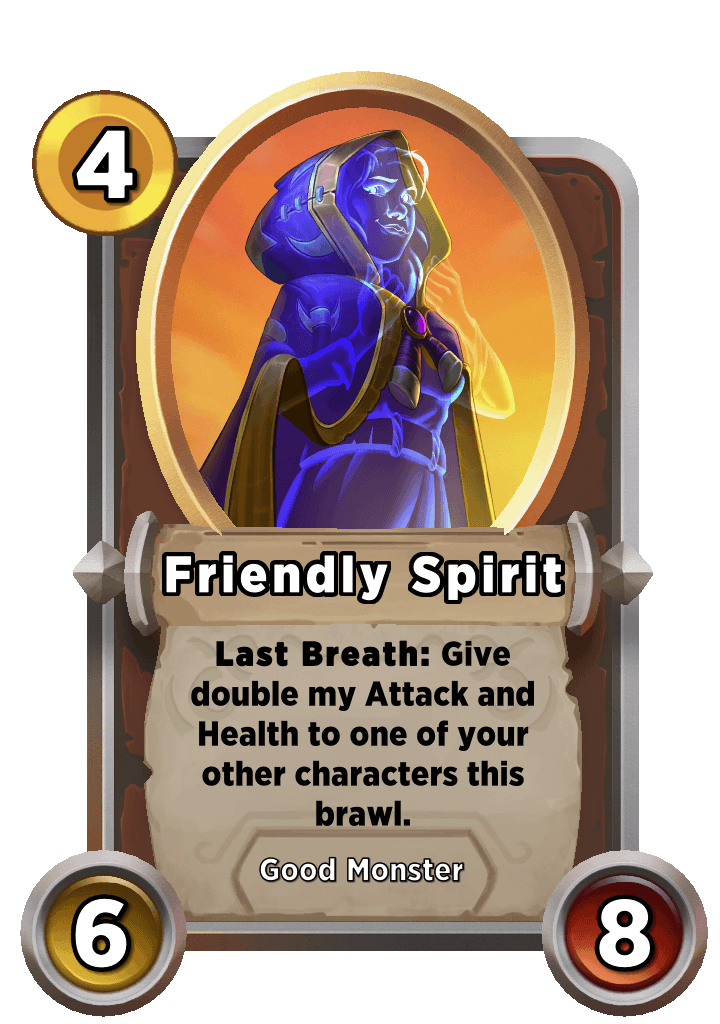 4
Friendly Spirit
Last Breath: Give
double my Attack and
Health to one of your
other characters this
brawl.
Good Monster
6
8